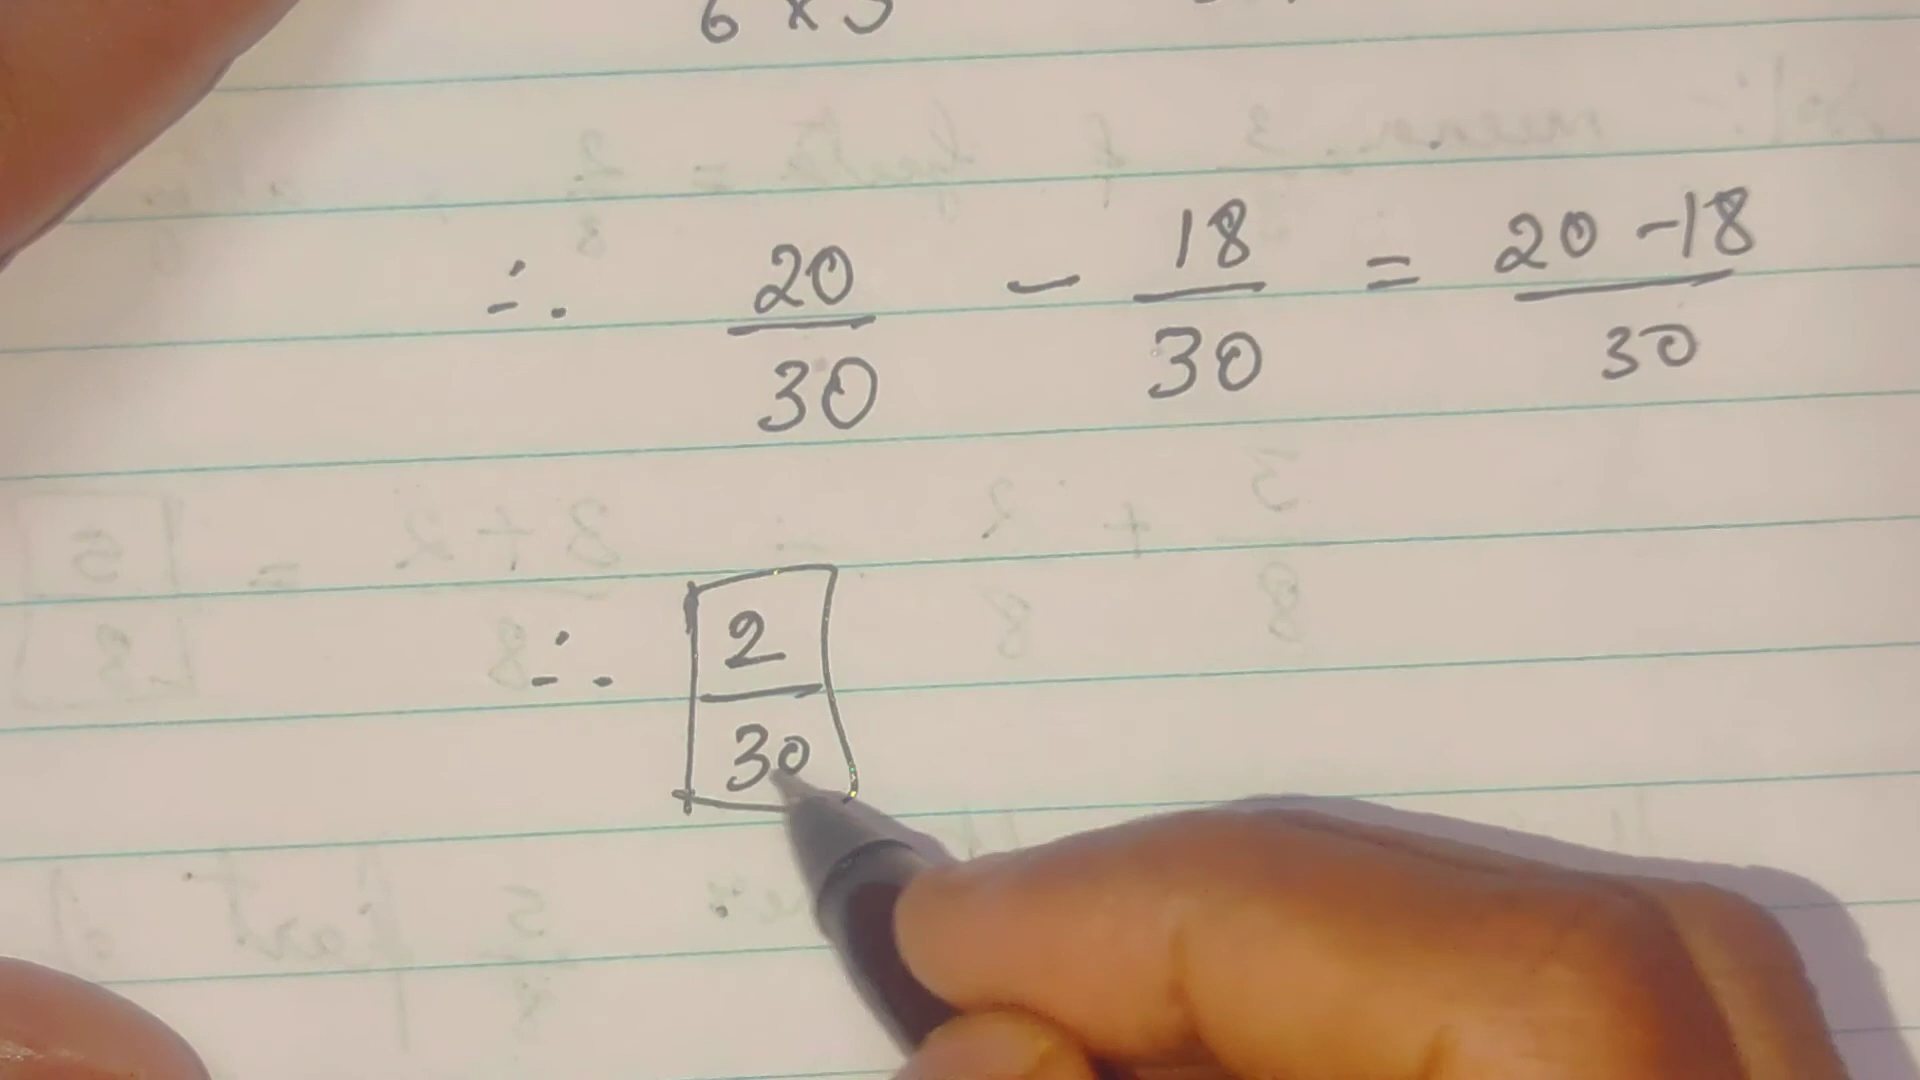 6 × 5
∴ 20/30 - 18/30 = 20 - 18/30
∴ 2/30